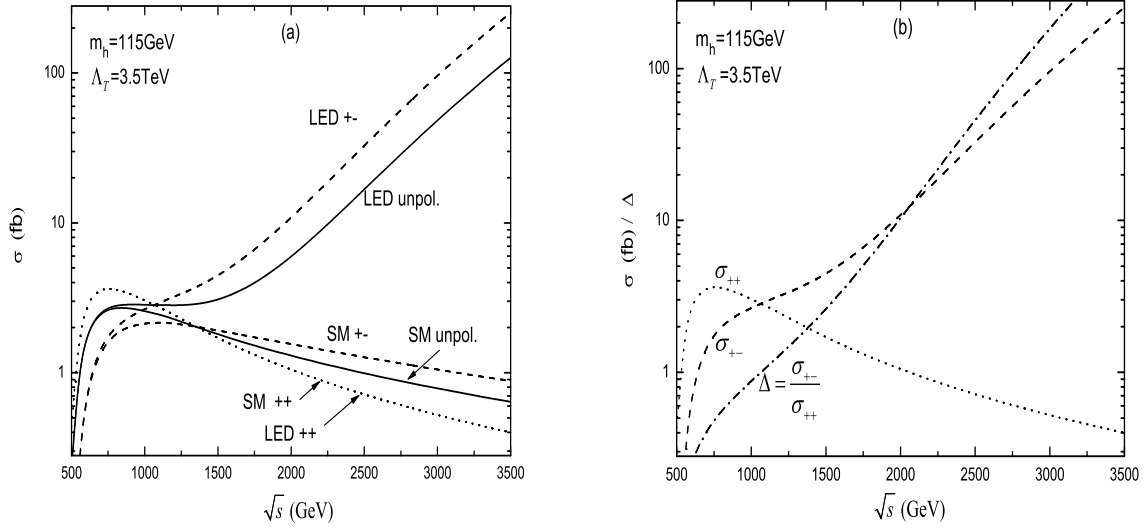 (a)
m_h=115GeV
Λ_T=3.5TeV
100
10
1
σ (fb)
LED +-
LED unpol.
SM +-
SM unpol.
SM ++
LED ++
500 1000 1500 2000 2500 3000 3500
√s (GeV)
(b)
m_h=115GeV
Λ_T=3.5TeV
100
10
1
σ (fb) / Δ
σ_++
σ_+-
Δ = σ_+- / σ_++
500 1000 1500 2000 2500 3000 3500
√s (GeV)